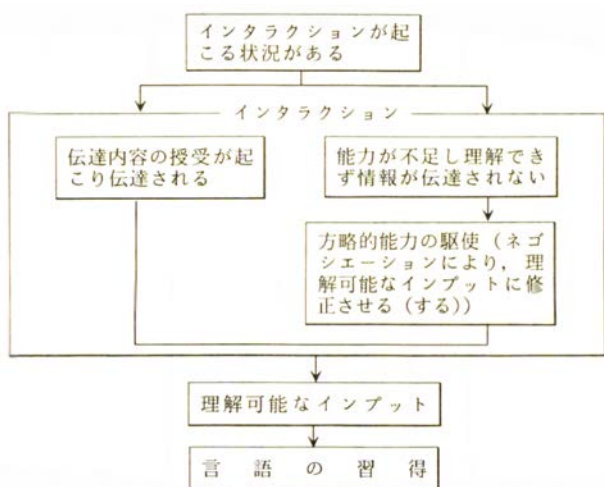 インタラクションが起
こる状況がある
インタラクション
伝達内容の授受が起
こり伝達される
能力が不足し理解でき
ず情報が伝達されない
方略的能力の駆使（ネゴ
シエーションにより，理
解可能なインプットに修
正させる（する））
理解可能なインプット
言語の習得